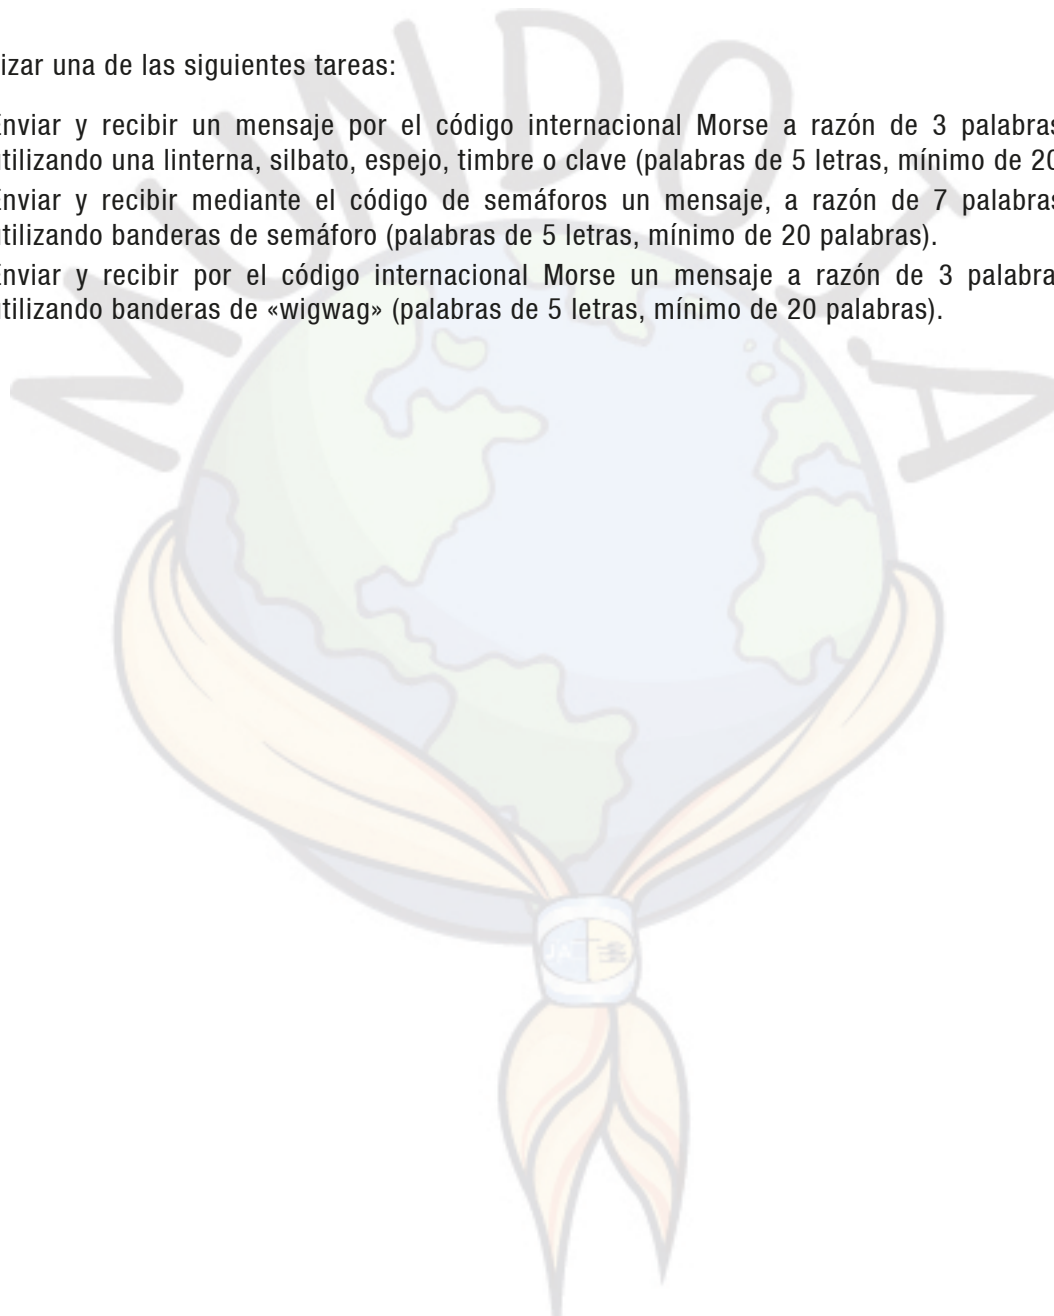 izar una de las siguientes tareas:
Enviar y recibir un mensaje por el código internacional Morse a razón de 3 palabras
utilizando una linterna, silbato, espejo, timbre o clave (palabras de 5 letras, mínimo de 20
Enviar y recibir mediante el código de semáforos un mensaje, a razón de 7 palabras
utilizando banderas de semáforo (palabras de 5 letras, mínimo de 20 palabras).
Enviar y recibir por el código internacional Morse un mensaje a razón de 3 palabra
utilizando banderas de «wigwag» (palabras de 5 letras, mínimo de 20 palabras).
MUNDO JA
JA